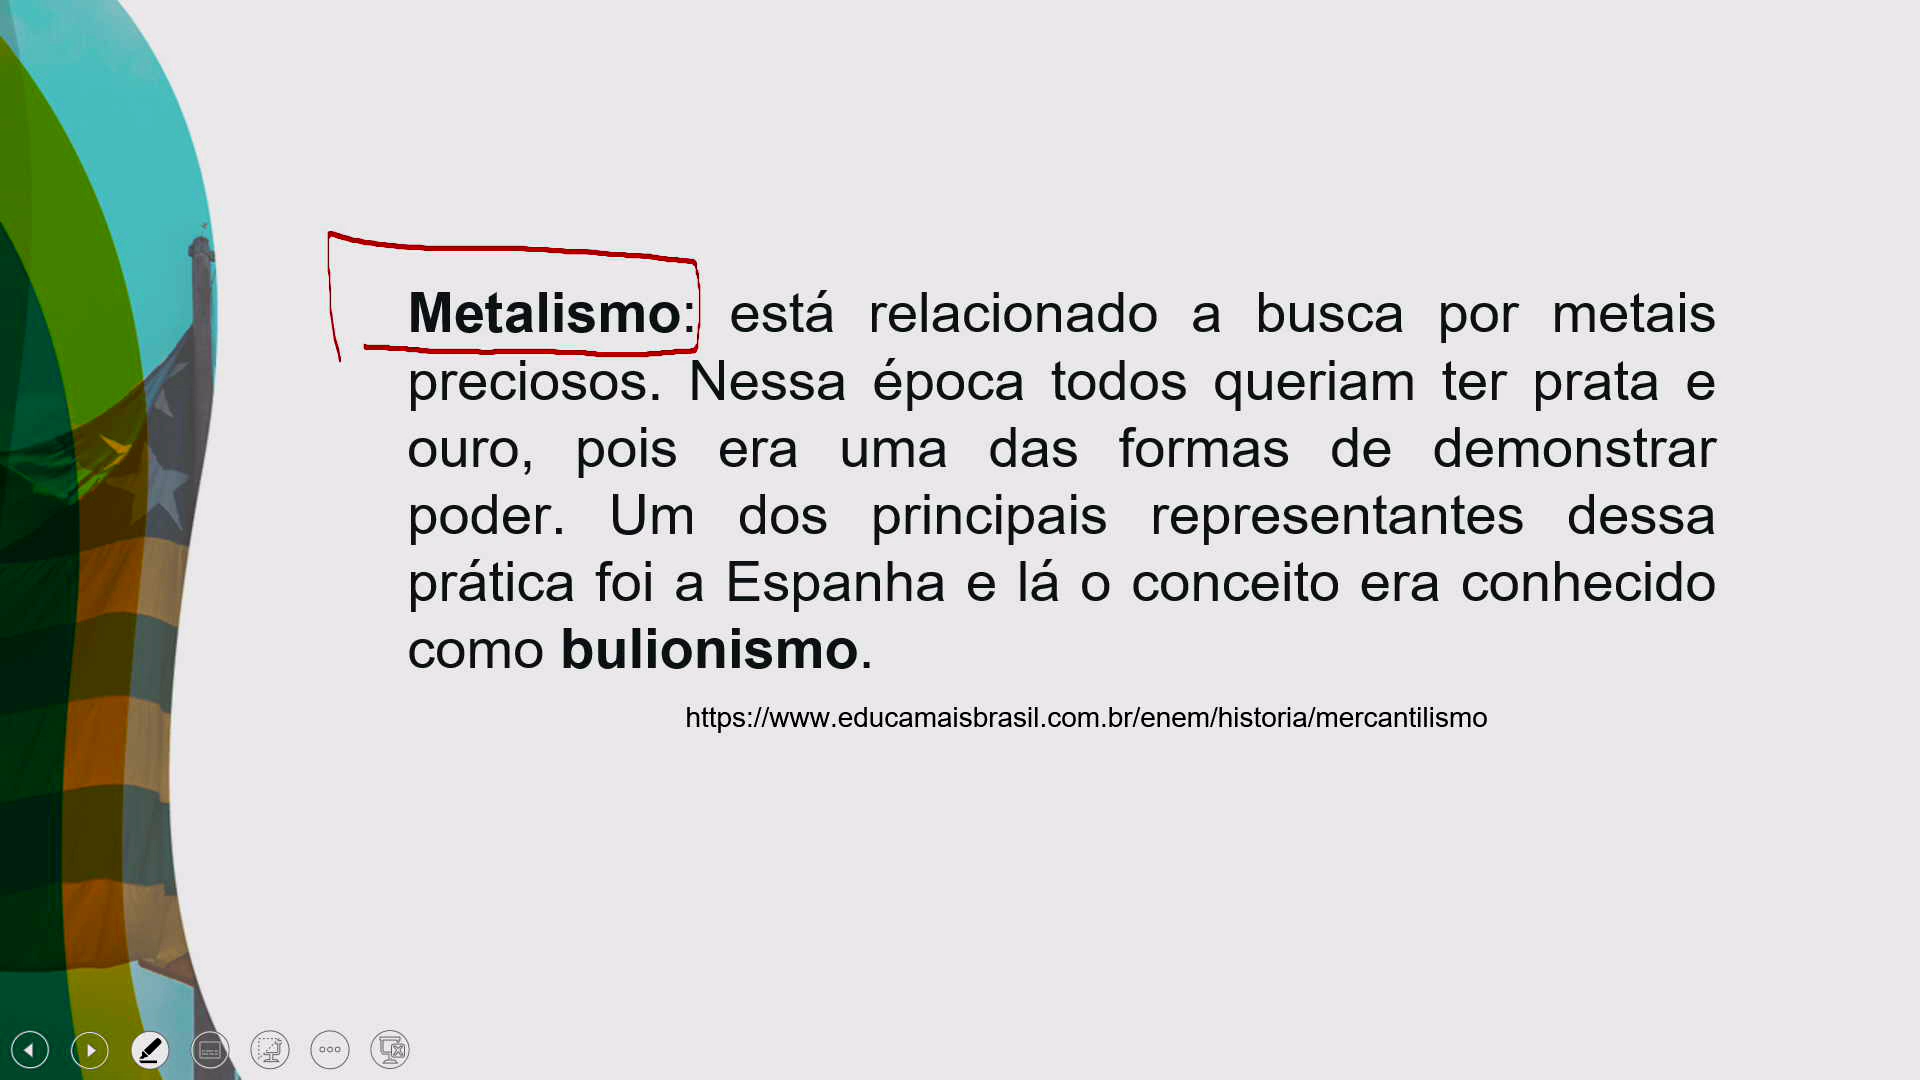 Metalismo: está relacionado a busca por metais
preciosos. Nessa época todos queriam ter prata e
ouro, pois era uma das formas de demonstrar
poder. Um dos principais representantes dessa
prática foi a Espanha e lá o conceito era conhecido
como bulionismo.
https://www.educamaisbrasil.com.br/enem/historia/mercantilismo